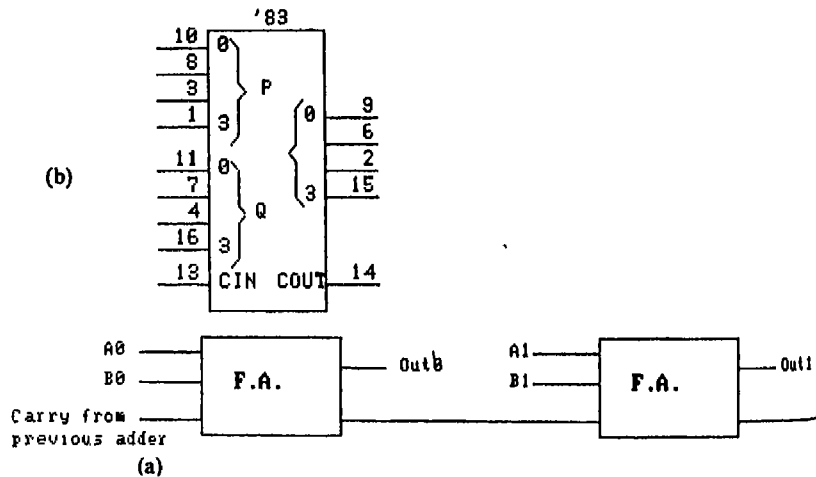 '83
10 0
8
3 P
1 3
0 9
6
2
3 15
11 0
7
4 Q
16 3
13 CIN COUT 14
(b)
A0
B0
Carry from
previous adder
F.A.
Out0
A1
B1
F.A.
Out1
(a)